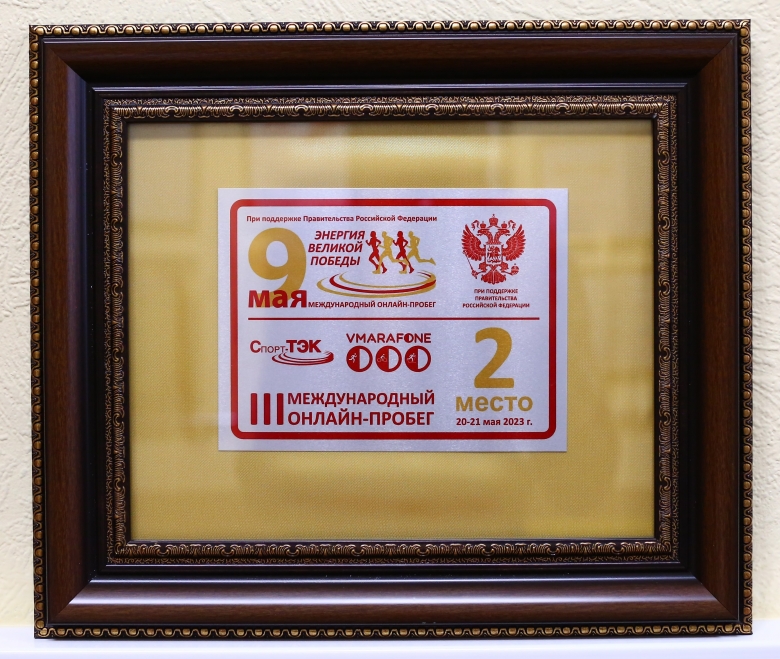 При поддержке Правительства Российской Федерации
9
мая
ЭНЕРГИЯ
ВЕЛИКОЙ
ПОБЕДЫ
МЕЖДУНАРОДНЫЙ ОНЛАЙН-ПРОБЕГ
ПРИ ПОДДЕРЖКЕ
ПРАВИТЕЛЬСТВА
РОССИЙСКОЙ ФЕДЕРАЦИИ
СПОРТ-ТЭК
VMARAFONE
III МЕЖДУНАРОДНЫЙ
ОНЛАЙН-ПРОБЕГ
2
место
20-21 мая 2023 г.